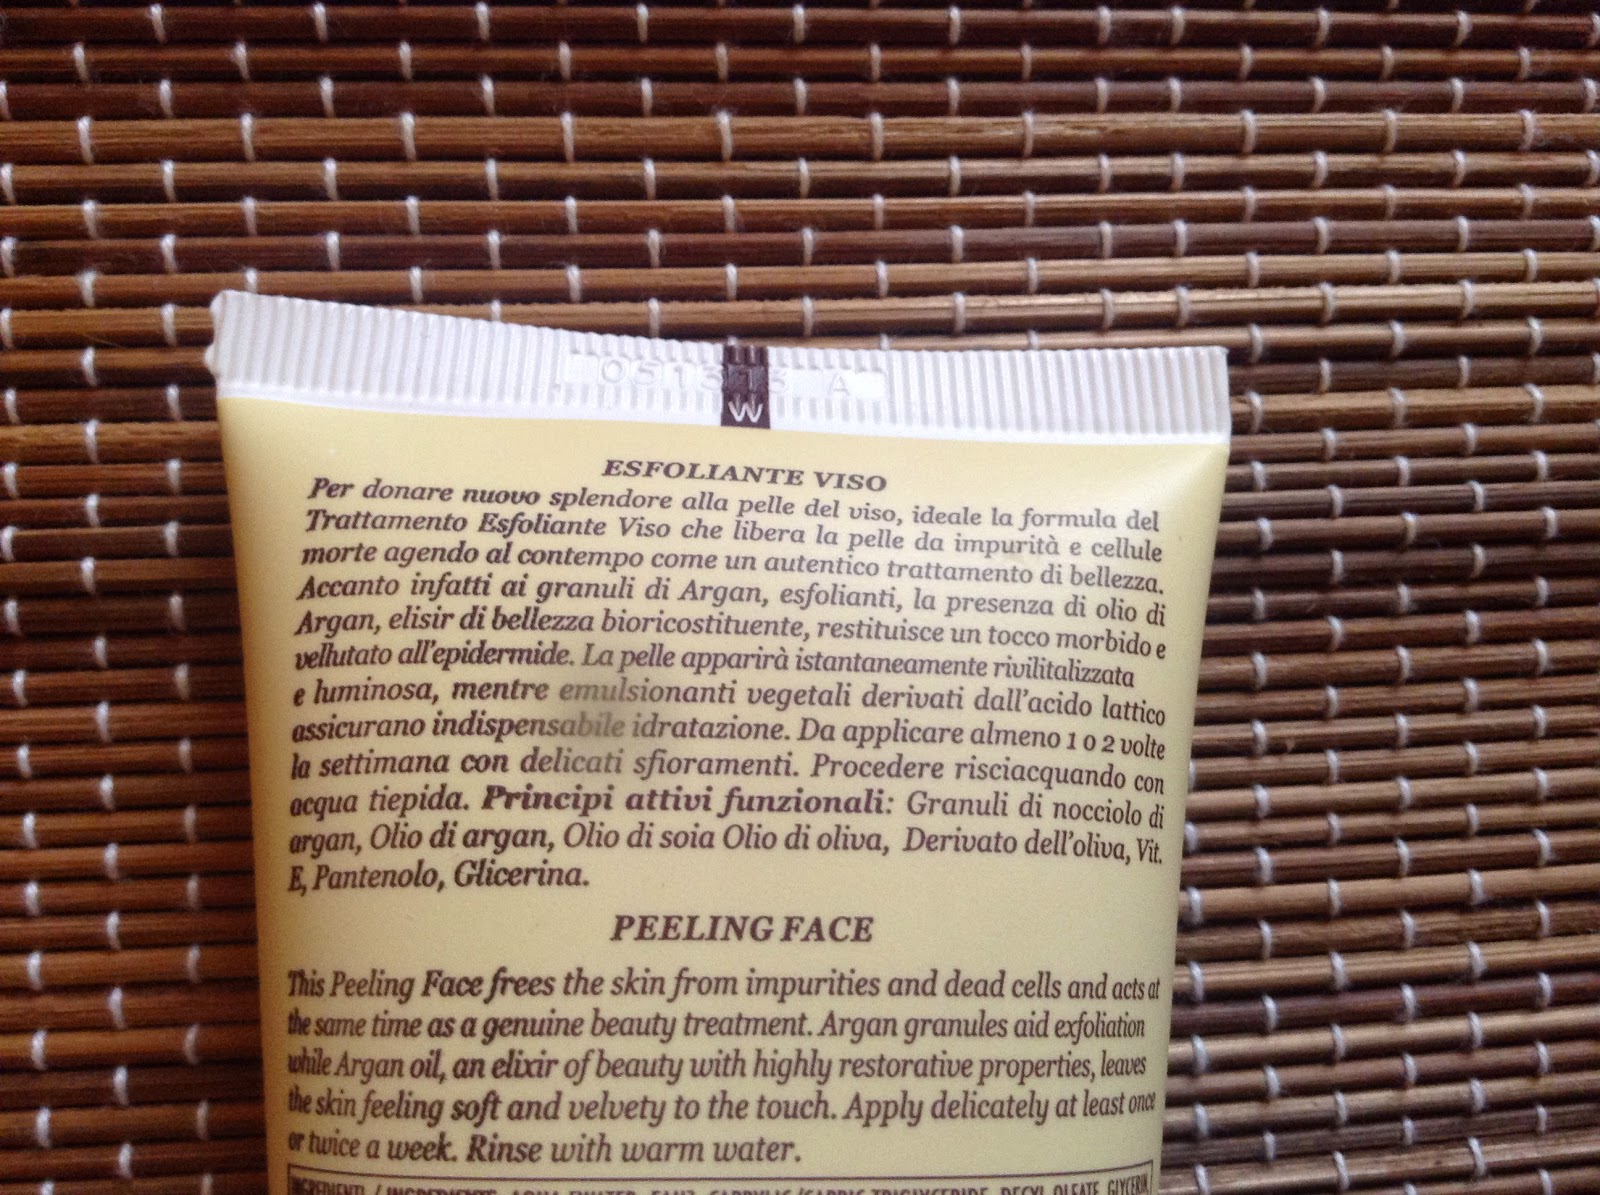 051313 A
W
ESFOLIANTE VISO
Per donare nuovo splendore alla pelle del viso, ideale la formula del
Trattamento Esfoliante Viso che libera la pelle da impurità e cellule
morte agendo al contempo come un autentico trattamento di bellezza.
Accanto infatti ai granuli di Argan, esfolianti, la presenza di olio di
Argan, elisir di bellezza bioricostituente, restituisce un tocco morbido e
vellutato all'epidermide. La pelle apparirà istantaneamente rivilitalizzata
e luminosa, mentre emulsionanti vegetali derivati dall'acido lattico
assicurano indispensabile idratazione. Da applicare almeno 1 o 2 volte
la settimana con delicati sfioramenti. Procedere risciacquando con
acqua tiepida. Principi attivi funzionali: Granuli di nocciolo di
argan, Olio di argan, Olio di soia Olio di oliva, Derivato dell'oliva, Vit.
E, Pantenolo, Glicerina.
PEELING FACE
This Peeling Face frees the skin from impurities and dead cells and acts at
the same time as a genuine beauty treatment. Argan granules aid exfoliation
while Argan oil, an elixir of beauty with highly restorative properties, leaves
the skin feeling soft and velvety to the touch. Apply delicately at least once
or twice a week. Rinse with warm water.
INGREDIENTI / INGREDIENTS: AQUA CAPRYLIC/CAPRIC TRIGLYCERIDE, DECYL OLEATE, GLYCERIN,